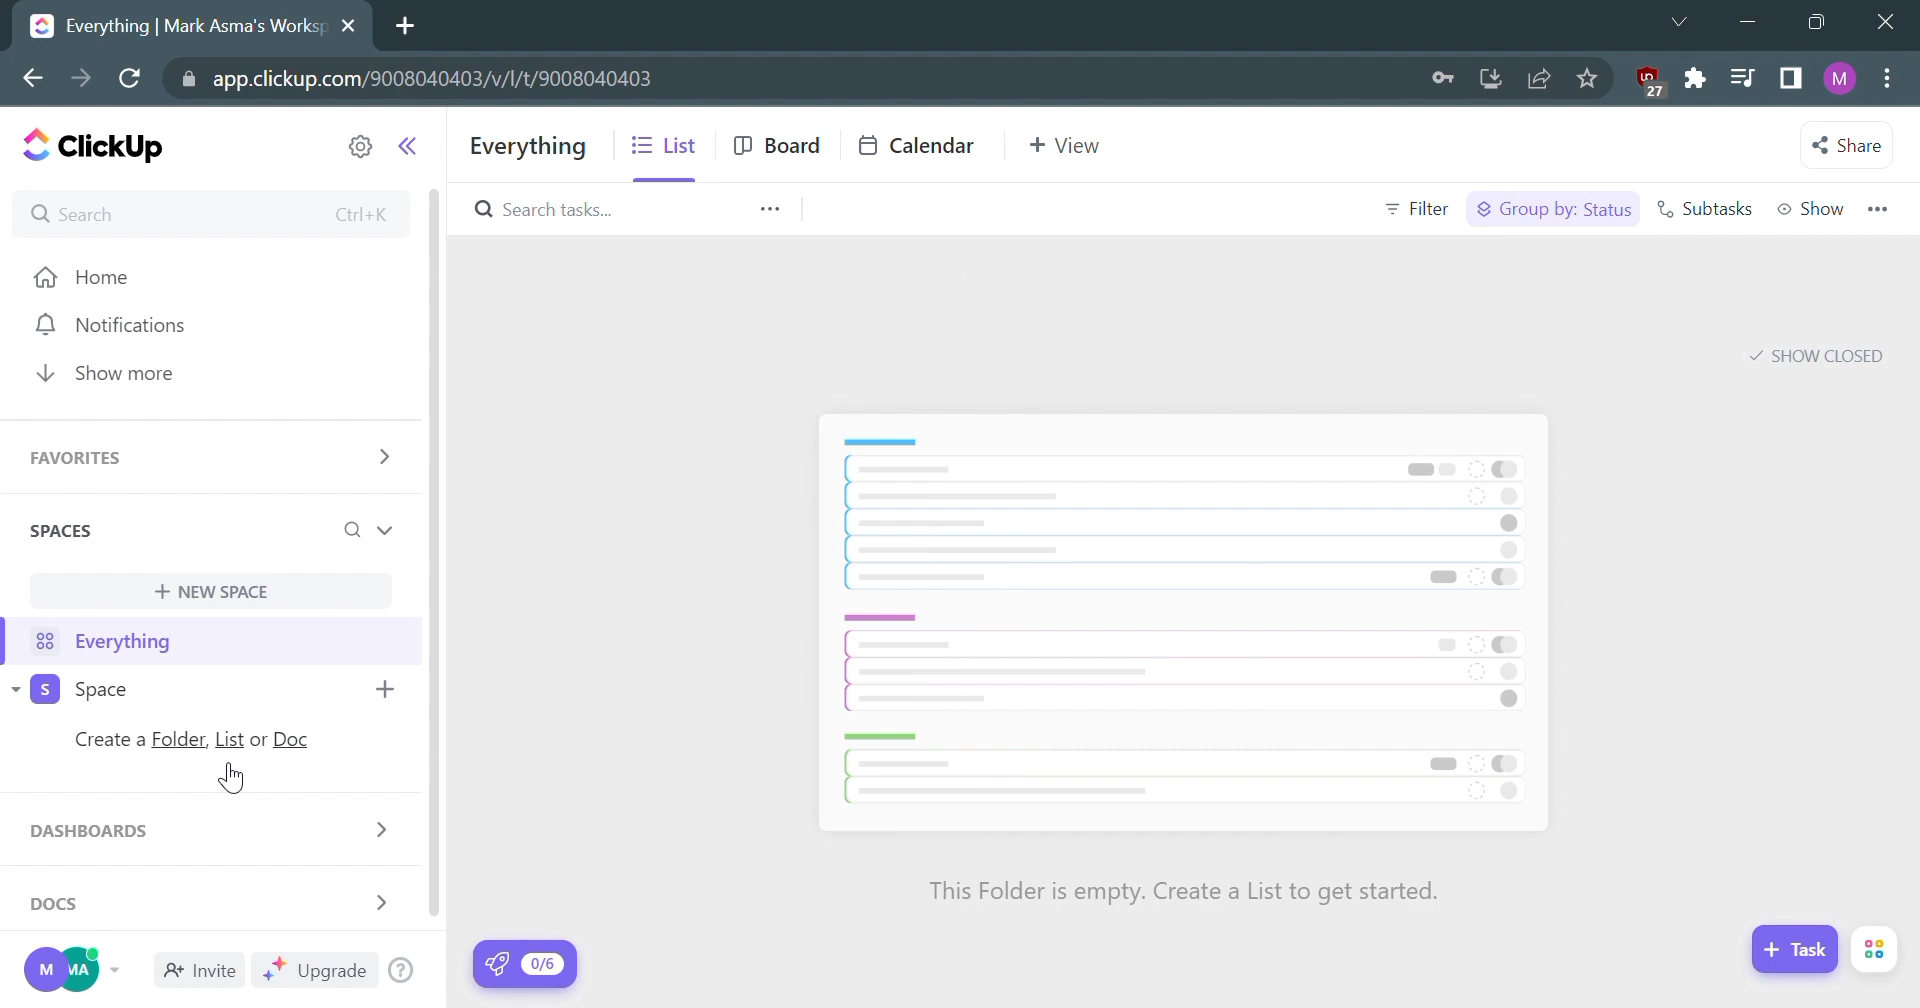 Everything | Mark Asma's Worksp
app.clickup.com/9008040403/v/l/t/9008040403
27
M
ClickUp
Everything
List
Board
Calendar
+ View
Share
Search Ctrl+K
Search tasks...
Filter
Group by: Status
Subtasks
Show
Home
Notifications
Show more
SHOW CLOSED
FAVORITES
SPACES
+ NEW SPACE
Everything
S Space
Create a Folder, List or Doc
DASHBOARDS
DOCS
This Folder is empty. Create a List to get started.
M MA
Invite
Upgrade
?
0/6
+ Task